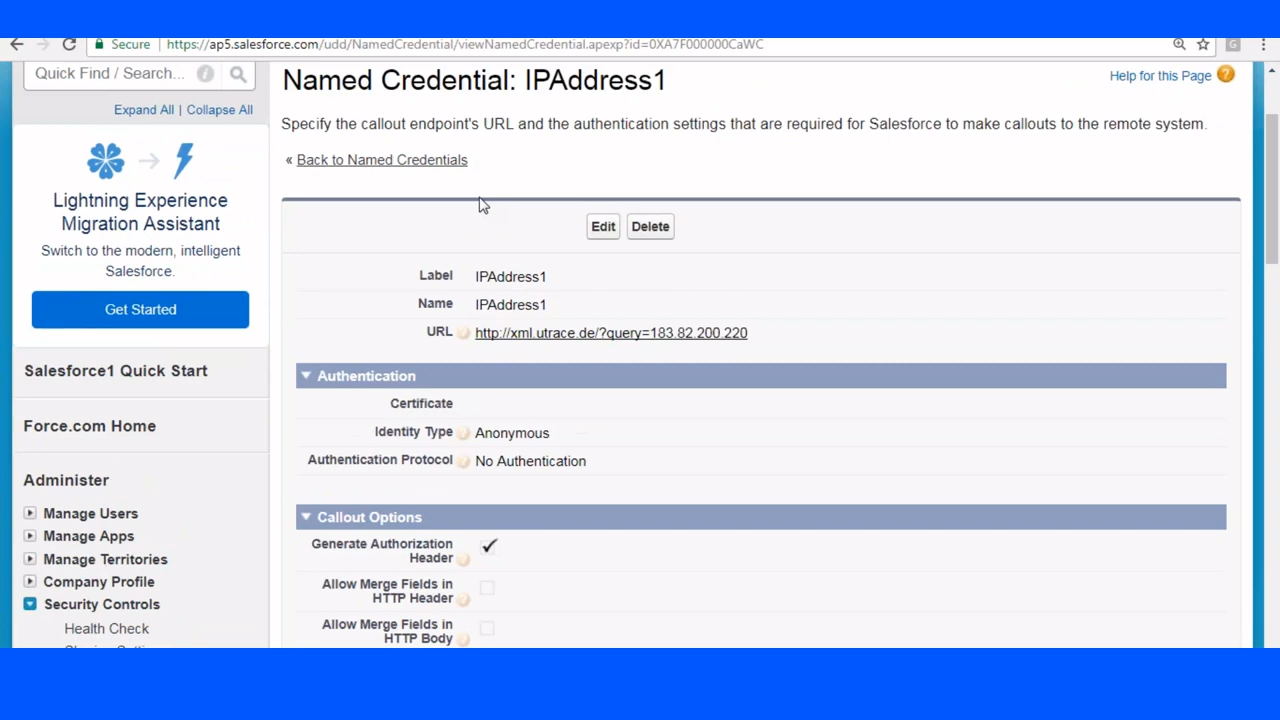 Secure https://ap5.salesforce.com/udd/NamedCredential/viewNamedCredential.apexp?id=0XA7F000000CaWC
Quick Find / Search...
Expand All | Collapse All
Lightning Experience
Migration Assistant
Switch to the modern, intelligent
Salesforce.
Get Started
Salesforce1 Quick Start
Force.com Home
Administer
Manage Users
Manage Apps
Manage Territories
Company Profile
Security Controls
Health Check
Named Credential: IPAddress1
Help for this Page ?
Specify the callout endpoint's URL and the authentication settings that are required for Salesforce to make callouts to the remote system.
« Back to Named Credentials
Edit Delete
Label IPAddress1
Name IPAddress1
URL http://xml.utrace.de/?query=183.82.200.220
Authentication
Certificate
Identity Type Anonymous
Authentication Protocol No Authentication
Callout Options
Generate Authorization
Header
Allow Merge Fields in
HTTP Header
Allow Merge Fields in
HTTP Body